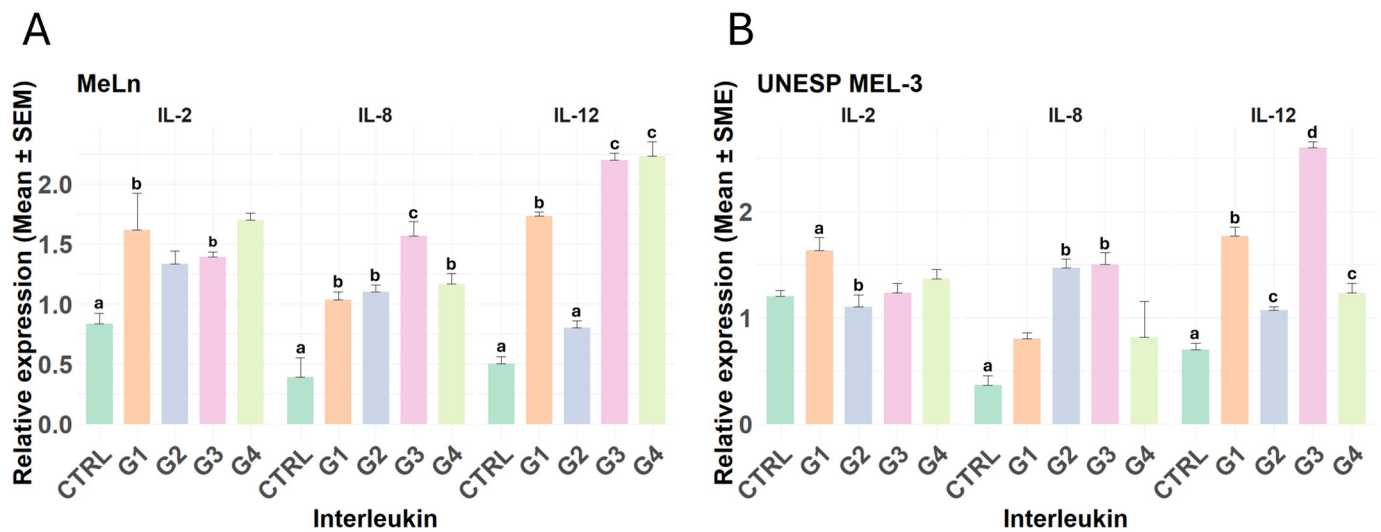 A
MeLn
IL-2 IL-8 IL-12
Relative expression (Mean ± SEM)
2.0
1.5
1.0
0.5
0.0
a b b
a b b c b
a b a c c
CTRL G1 G2 G3 G4 CTRL G1 G2 G3 G4 CTRL G1 G2 G3 G4
Interleukin
B
UNESP MEL-3
IL-2 IL-8 IL-12
Relative expression (Mean ± SME)
2
1
0
a b
a b b
a b c d c
CTRL G1 G2 G3 G4 CTRL G1 G2 G3 G4 CTRL G1 G2 G3 G4
Interleukin